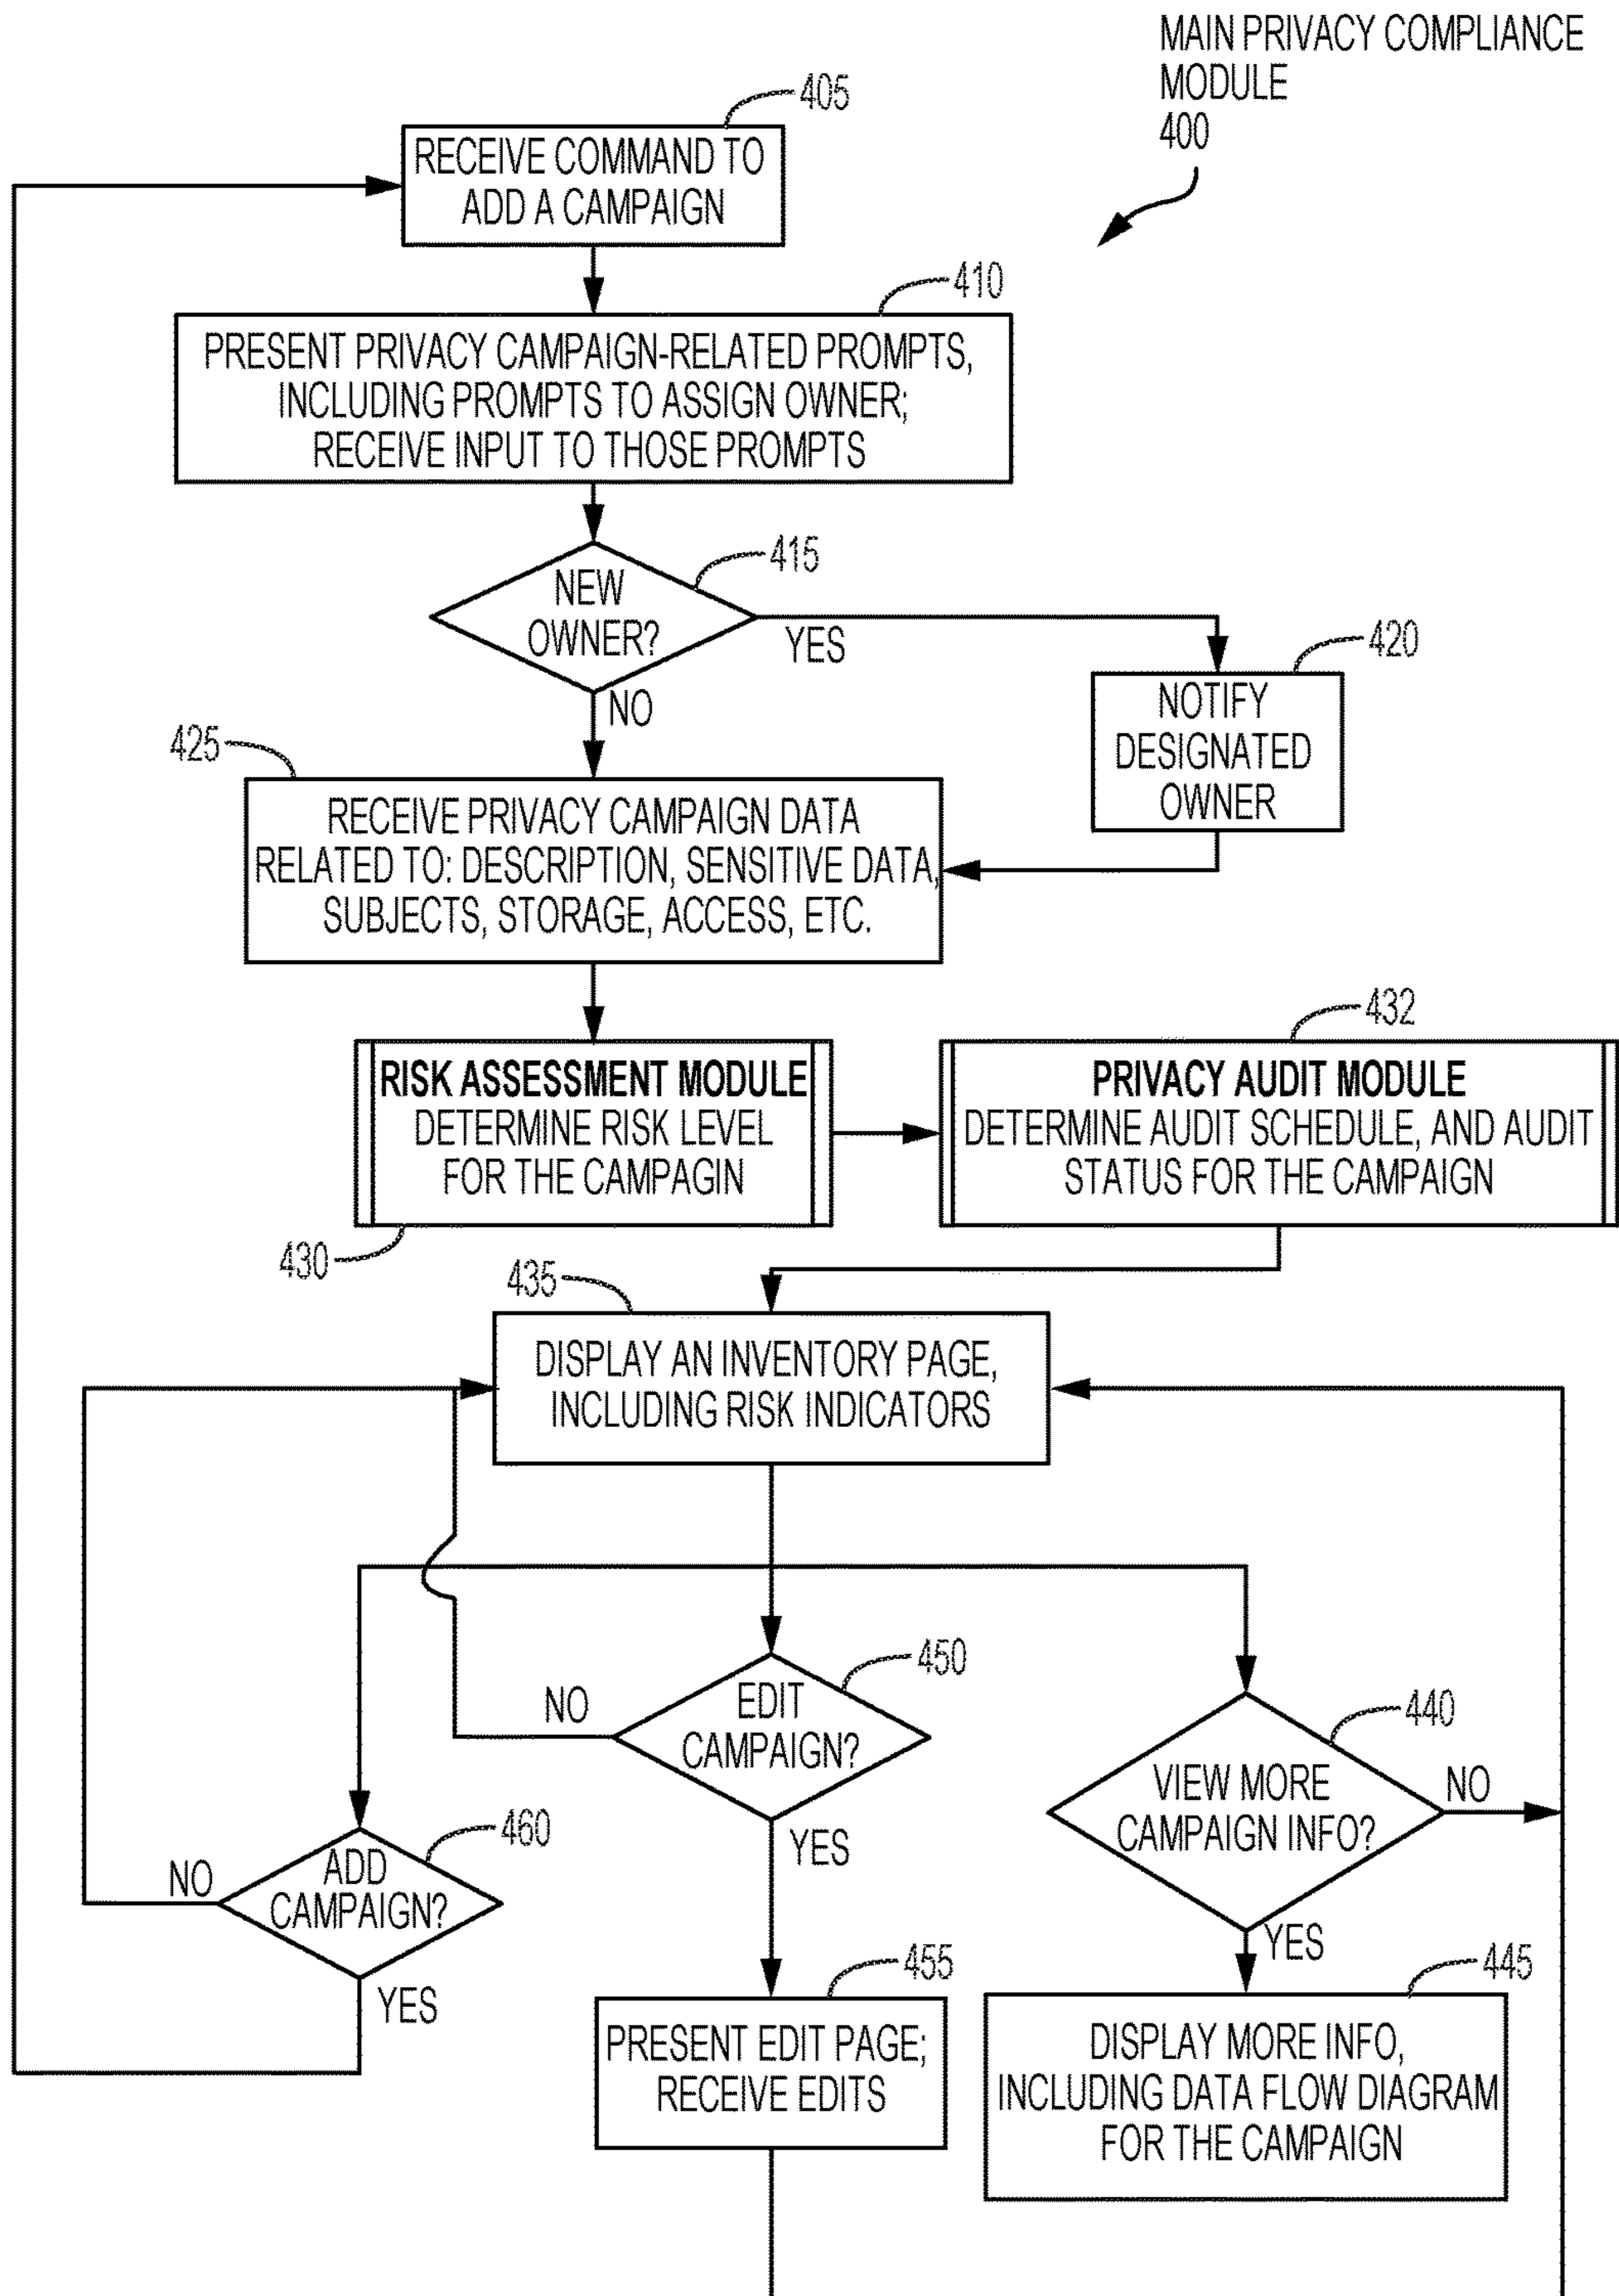 MAIN PRIVACY COMPLIANCE
MODULE
400
405
RECEIVE COMMAND TO
ADD A CAMPAIGN
410
PRESENT PRIVACY CAMPAIGN-RELATED PROMPTS,
INCLUDING PROMPTS TO ASSIGN OWNER;
RECEIVE INPUT TO THOSE PROMPTS
415
NEW
OWNER?
YES
NO
420
NOTIFY
DESIGNATED
OWNER
425
RECEIVE PRIVACY CAMPAIGN DATA
RELATED TO: DESCRIPTION, SENSITIVE DATA,
SUBJECTS, STORAGE, ACCESS, ETC.
RISK ASSESSMENT MODULE
DETERMINE RISK LEVEL
FOR THE CAMPAGIN
430
432
PRIVACY AUDIT MODULE
DETERMINE AUDIT SCHEDULE, AND AUDIT
STATUS FOR THE CAMPAIGN
435
DISPLAY AN INVENTORY PAGE,
INCLUDING RISK INDICATORS
450
EDIT
CAMPAIGN?
NO
YES
440
VIEW MORE
CAMPAIGN INFO?
NO
YES
460
ADD
CAMPAIGN?
NO
YES
455
PRESENT EDIT PAGE;
RECEIVE EDITS
445
DISPLAY MORE INFO,
INCLUDING DATA FLOW DIAGRAM
FOR THE CAMPAIGN